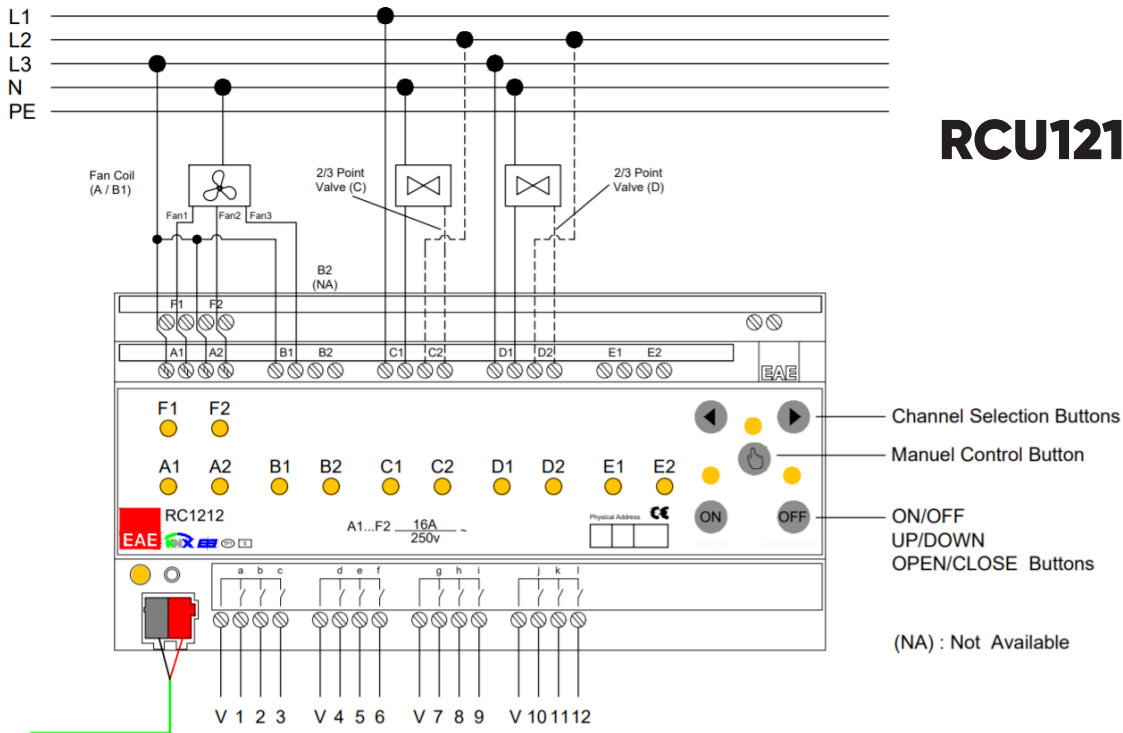 L1
L2
L3
N
PE
RCU121
Fan Coil
(A / B1)
2/3 Point
Valve (C)
2/3 Point
Valve (D)
Fan1 Fan2 Fan3
B2
(NA)
F1 F2
A1 A2 B1 B2 C1 C2 D1 D2 E1 E2
EAE
F1 F2
A1 A2 B1 B2 C1 C2 D1 D2 E1 E2
Channel Selection Buttons
Manuel Control Button
ON OFF
ON/OFF
UP/DOWN
OPEN/CLOSE Buttons
RC1212
EAE KNX
A1...F2 16A ~
250v
Physical Address CE
a b c d e f g h i j k l
V 1 2 3 V 4 5 6 V 7 8 9 V 10 11 12
(NA) : Not Available